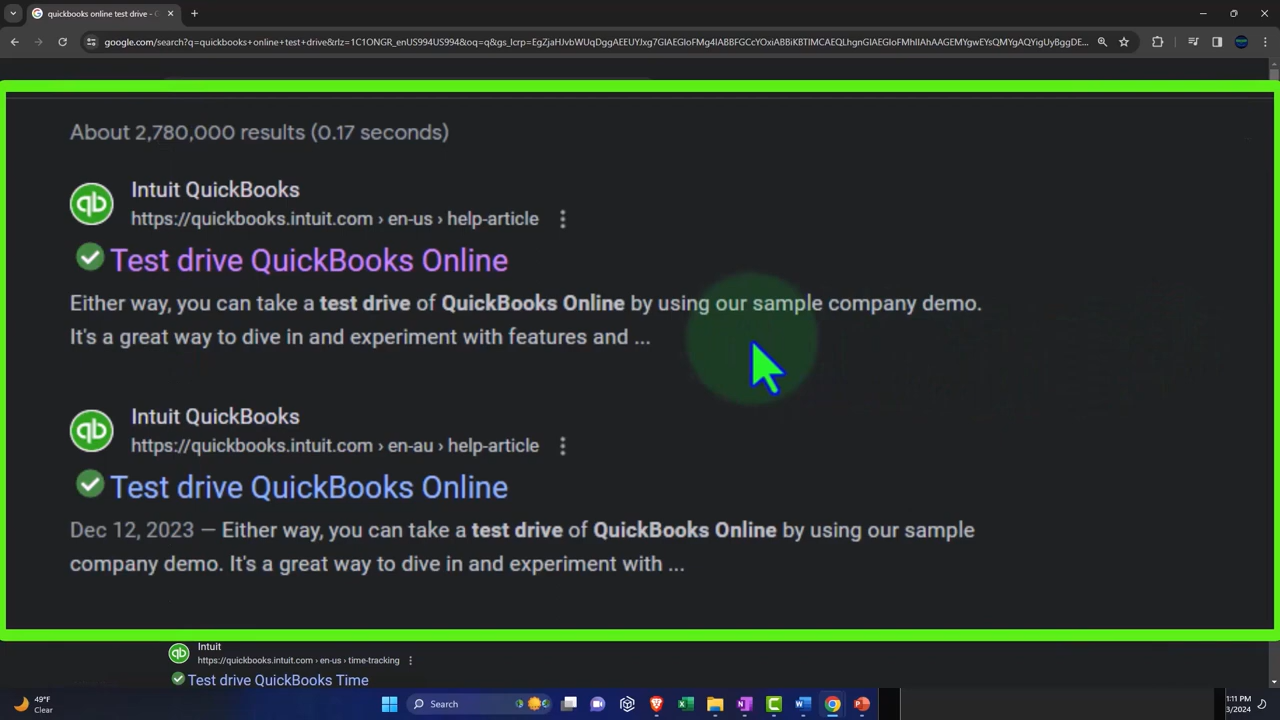 quickbooks online test drive -
google.com/search?q=quickbooks+online+test+drive&rlz=1C1ONGR_enUS994US994&oq=q&gs_lcrp=
About 2,780,000 results (0.17 seconds)
Intuit QuickBooks
https://quickbooks.intuit.com › en-us › help-article
Test drive QuickBooks Online
Either way, you can take a test drive of QuickBooks Online by using our sample company demo.
It's a great way to dive in and experiment with features and ...
Intuit QuickBooks
https://quickbooks.intuit.com › en-au › help-article
Test drive QuickBooks Online
Dec 12, 2023 — Either way, you can take a test drive of QuickBooks Online by using our sample
company demo. It's a great way to dive in and experiment with ...
Intuit
https://quickbooks.intuit.com › en-us › time-tracking
Test drive QuickBooks Time
49°F
Clear
Search
:11 PM
/3/2024